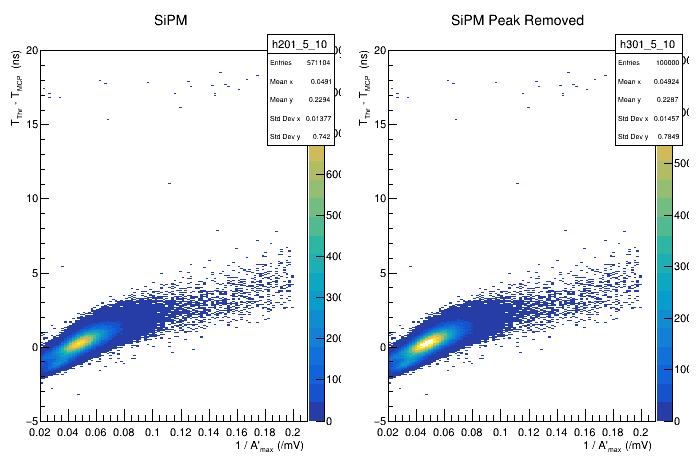 SiPM
T_Thr - T_MCP (ns)
h201_5_10
Entries 571104
Mean x 0.0491
Mean y 0.2294
Std Dev x 0.01377
Std Dev y 0.742
20
15
10
5
0
−5
0.02 0.04 0.06 0.08 0.1 0.12 0.14 0.16 0.18 0.2
1 / A'_max (/mV)
600
500
400
300
200
100
0
SiPM Peak Removed
T_Thr - T_MCP (ns)
h301_5_10
Entries 100000
Mean x 0.04924
Mean y 0.2287
Std Dev x 0.01457
Std Dev y 0.7849
20
15
10
5
0
−5
0.02 0.04 0.06 0.08 0.1 0.12 0.14 0.16 0.18 0.2
1 / A'_max (/mV)
500
400
300
200
100
0